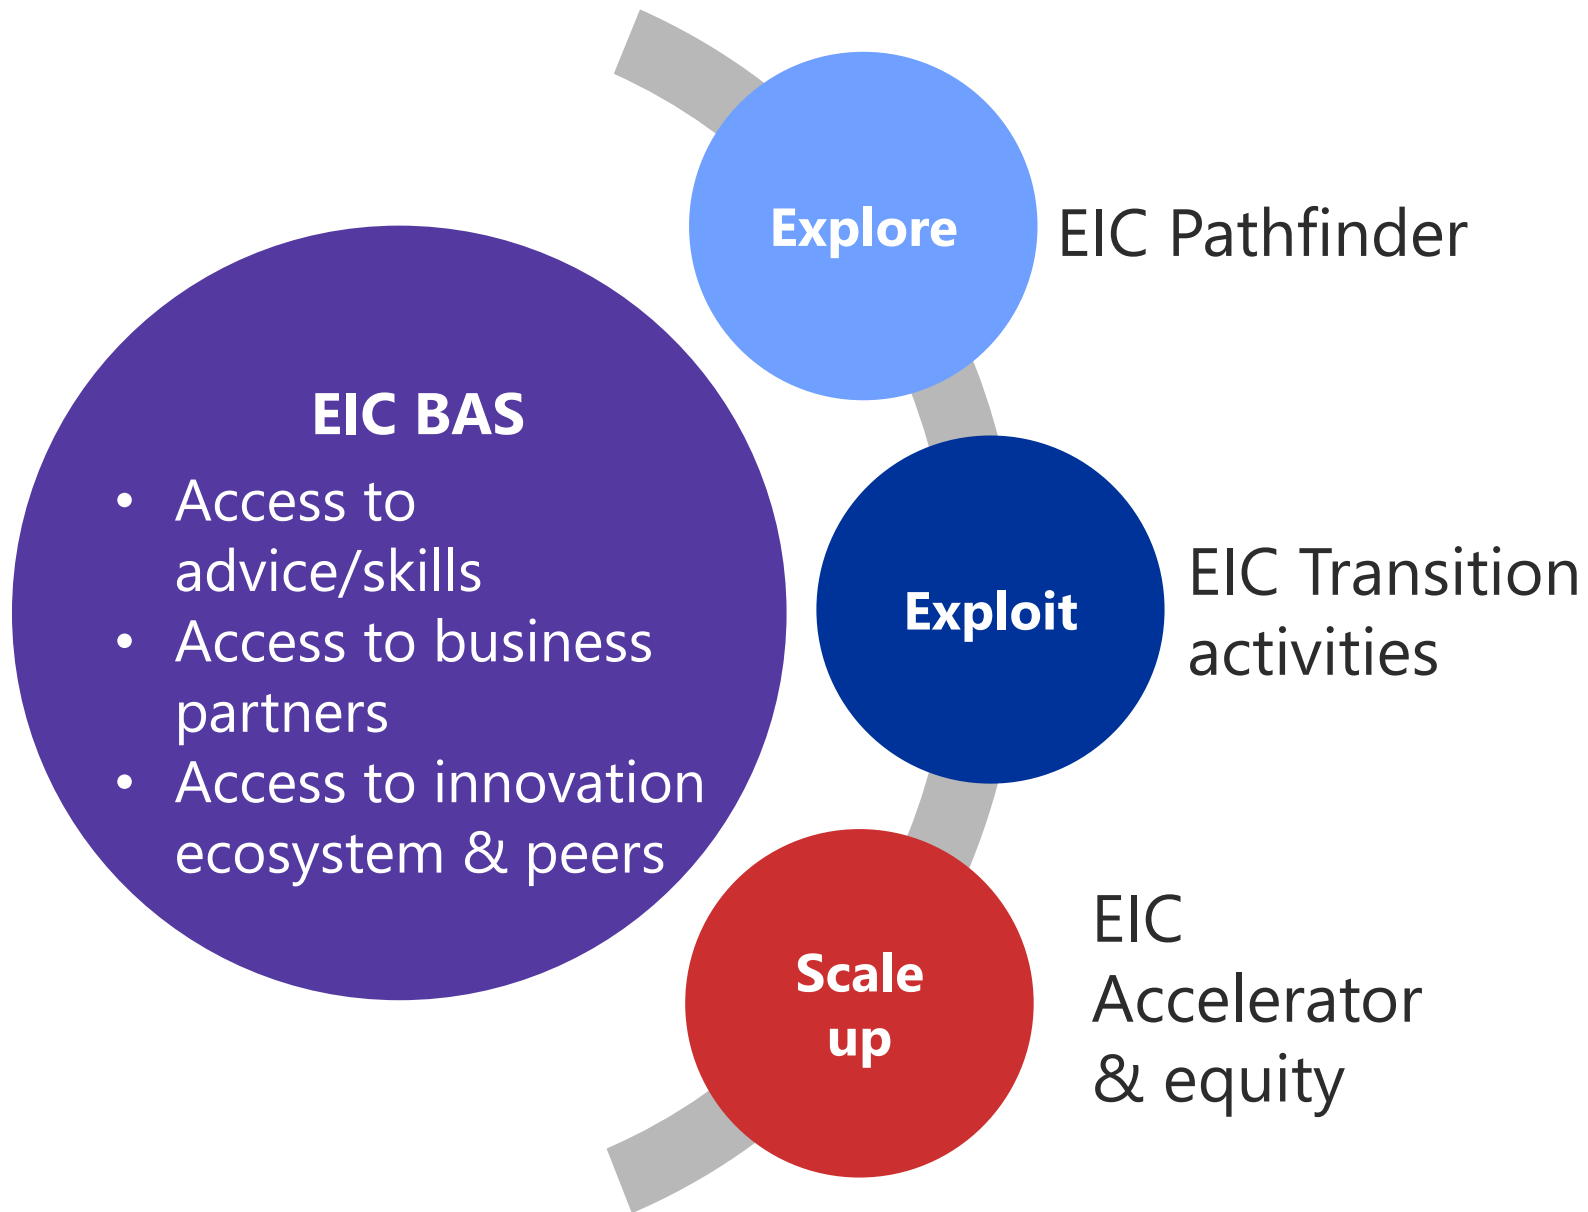 EIC BAS
• Access to
advice/skills
• Access to business
partners
• Access to innovation
ecosystem & peers
Explore
EIC Pathfinder
Exploit
EIC Transition
activities
Scale
up
EIC
Accelerator
& equity